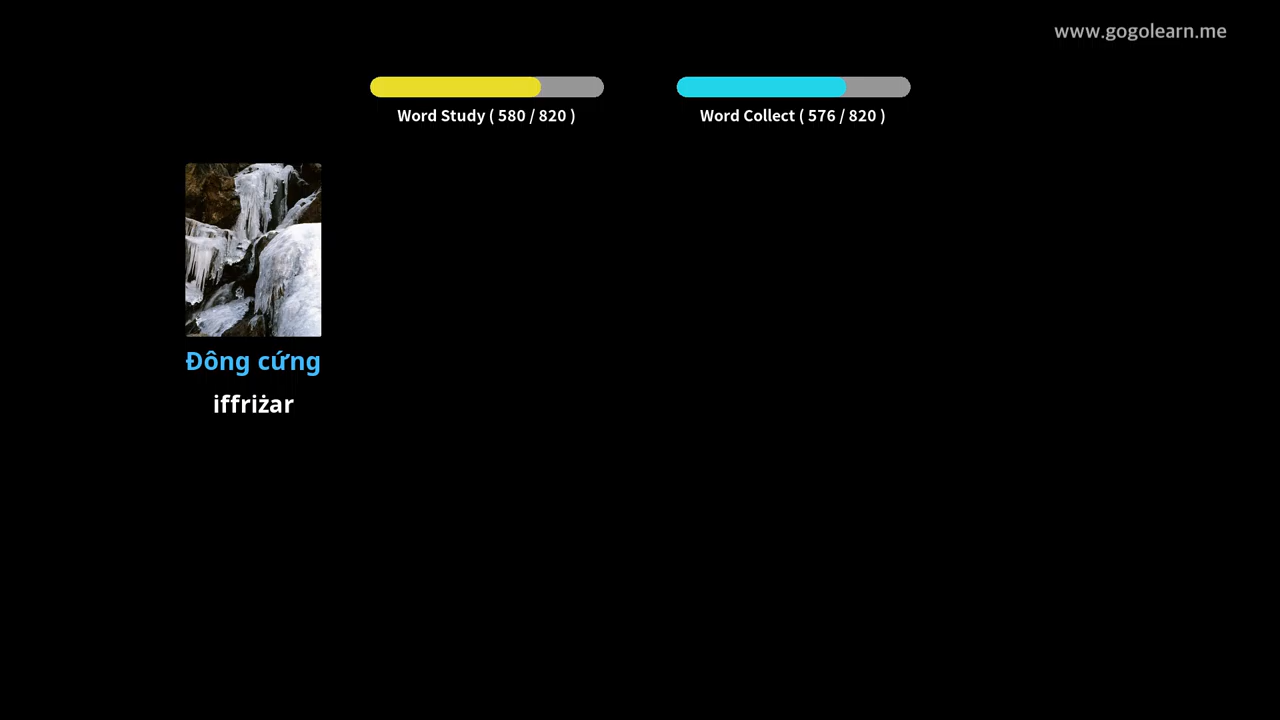 www.gogolearn.me
Word Study ( 580 / 820 )
Word Collect ( 576 / 820 )
Đông cứng
iffriżar